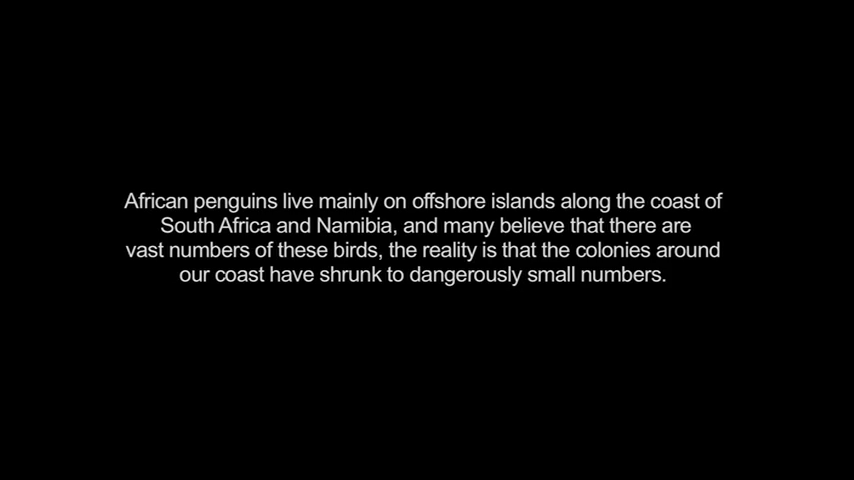 African penguins live mainly on offshore islands along the coast of
South Africa and Namibia, and many believe that there are
vast numbers of these birds, the reality is that the colonies around
our coast have shrunk to dangerously small numbers.